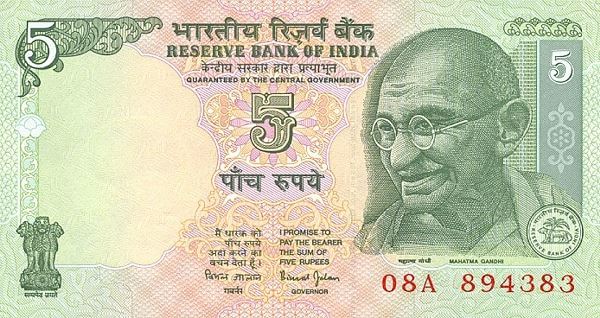 5
भारतीय रिज़र्व बैंक
RESERVE BANK OF INDIA
केन्द्रीय सरकार द्वारा प्रत्याभूत
GUARANTEED BY THE CENTRAL GOVERNMENT
5
5
पाँच रुपये
मैं धारक को
पाँच रुपये
अदा करने का
वचन देता हूँ।
I PROMISE TO
PAY THE BEARER
THE SUM OF
FIVE RUPEES
बिमल जालान
Bimal Jalan
गवर्नर
GOVERNOR
महात्मा गांधी
MAHATMA GANDHI
सत्यमेव जयते
08A 894383